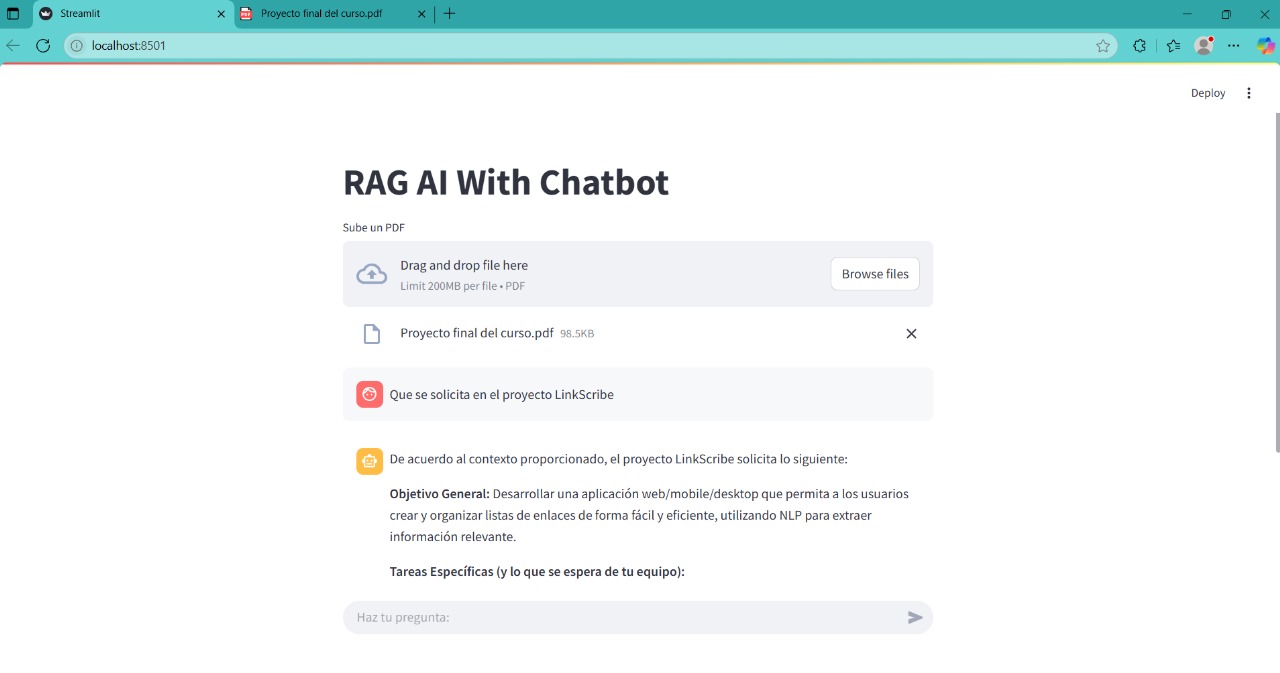 Streamlit
Proyecto final del curso.pdf
localhost:8501
Deploy
RAG AI With Chatbot
Sube un PDF
Drag and drop file here
Limit 200MB per file • PDF
Browse files
Proyecto final del curso.pdf 98.5KB
Que se solicita en el proyecto LinkScribe
De acuerdo al contexto proporcionado, el proyecto LinkScribe solicita lo siguiente:
Objetivo General: Desarrollar una aplicación web/mobile/desktop que permita a los usuarios
crear y organizar listas de enlaces de forma fácil y eficiente, utilizando NLP para extraer
información relevante.
Tareas Específicas (y lo que se espera de tu equipo):
Haz tu pregunta: